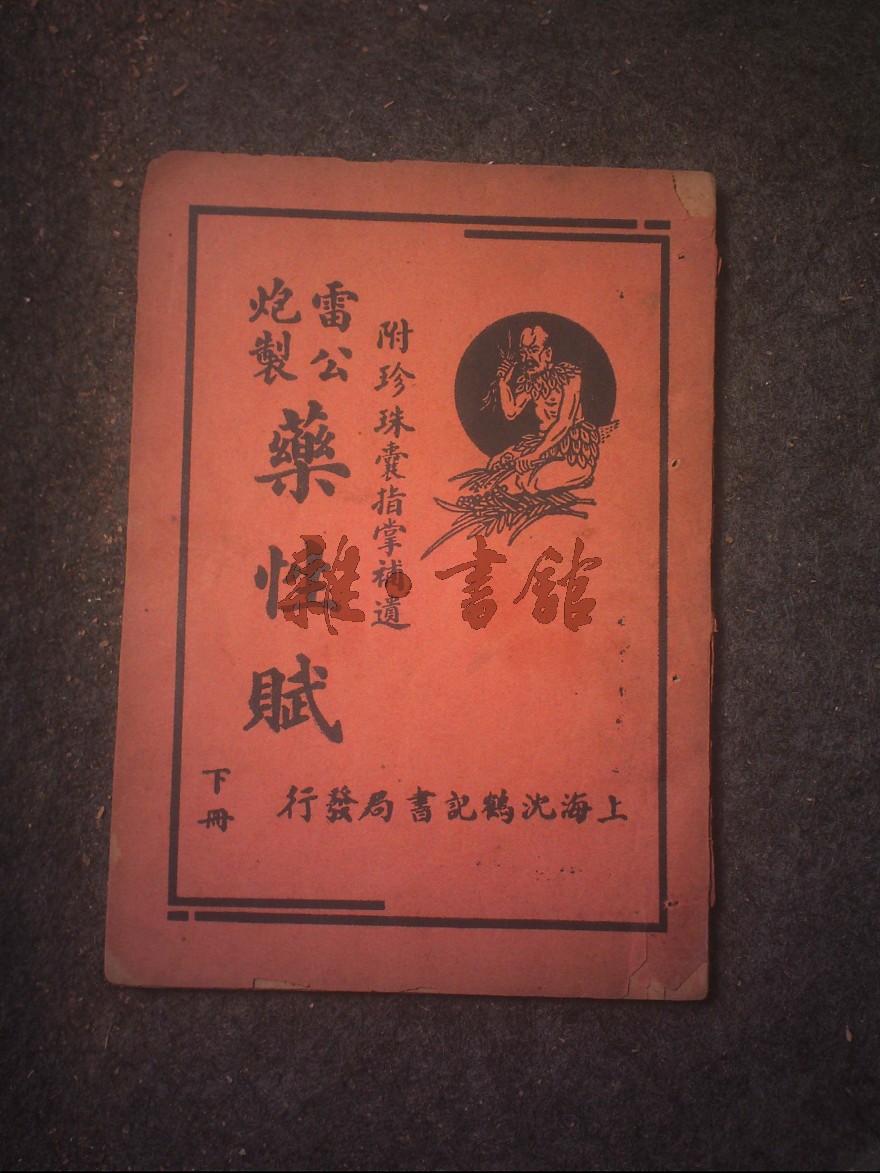 附珍珠囊指掌補遺
雷公
炮製
藥性賦
下冊
上海沈鶴記書局發行
雜·書館